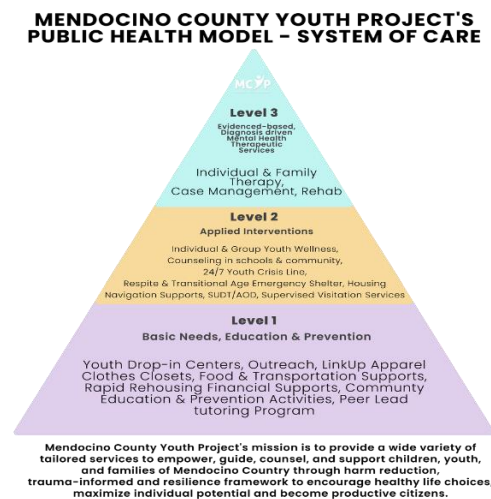 MENDOCINO COUNTY YOUTH PROJECT'S
PUBLIC HEALTH MODEL - SYSTEM OF CARE
MCYP
Level 3
Evidenced-based,
Diagnosis driven
Mental Health
Therapeutic
Services
Individual & Family
Therapy,
Case Management, Rehab
Level 2
Applied Interventions
Individual & Group Youth Wellness,
Counseling in schools & community,
24/7 Youth Crisis Line,
Respite & Transitional Age Emergency Shelter, Housing
Navigation Supports, SUDT/AOD, Supervised Visitation Services
Level 1
Basic Needs, Education & Prevention
Youth Drop-in Centers, Outreach, LinkUp Apparel
Clothes Closets, Food & Transportation Supports,
Rapid Rehousing Financial Supports, Communty
Education & Prevention Activities, Peer Lead
tutoring Program
Mendocino County Youth Project's mission is to provide a wide variety of
tailored services to empower, guide, counsel, and support children, youth,
and families of Mendocino Country through harm reduction,
trauma-informed and resilience framework to encourage healthy life choices,
maximize individual potential and become productive citizens.